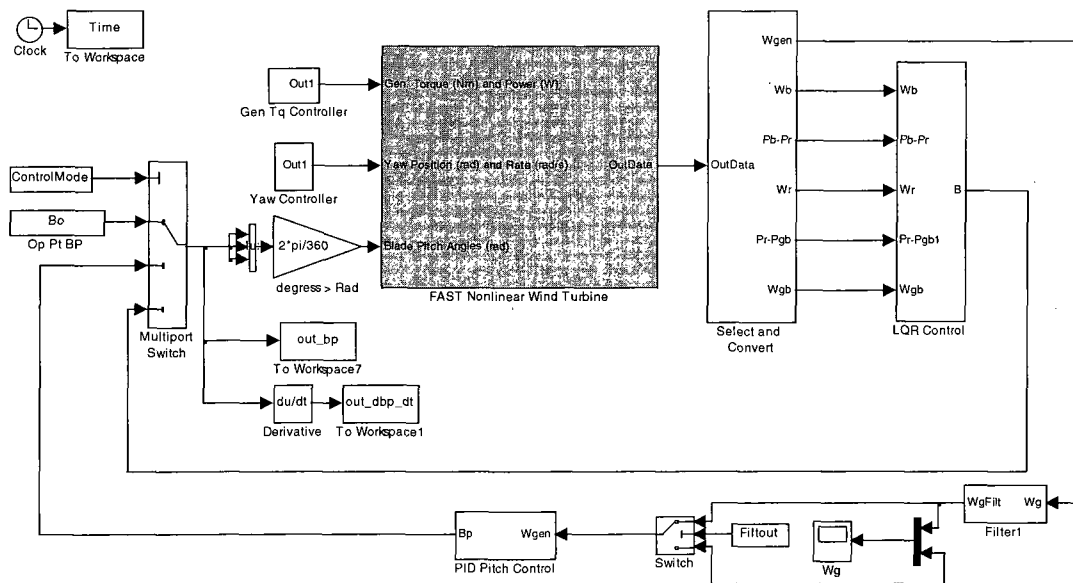 Time
Clock
To Workspace
Out1
Gen Tq Controller
Out1
Yaw Controller
Gen. Torque (Nm) and Power (W)
Yaw Position (rad) and Rate (rad/s)
OutData
Blade Pitch Angles (rad)
FAST Nonlinear Wind Turbine
OutData
Wgen
Wb
Pb-Pr
Wr
Pr-Pgb
Wgb
Select and
Convert
Wb
Pb-Pr
Wr
B
Pr-Pgb1
Wgb
LQR Control
ControlMode
Bo
Op Pt BP
Multiport
Switch
2*pi/360
degress > Rad
out_bp
To Workspace7
du/dt
Derivative
out_dbp_dt
To Workspace1
Bp
Wgen
PID Pitch Control
Switch
Wg
WgFilt
Wg
Filter1